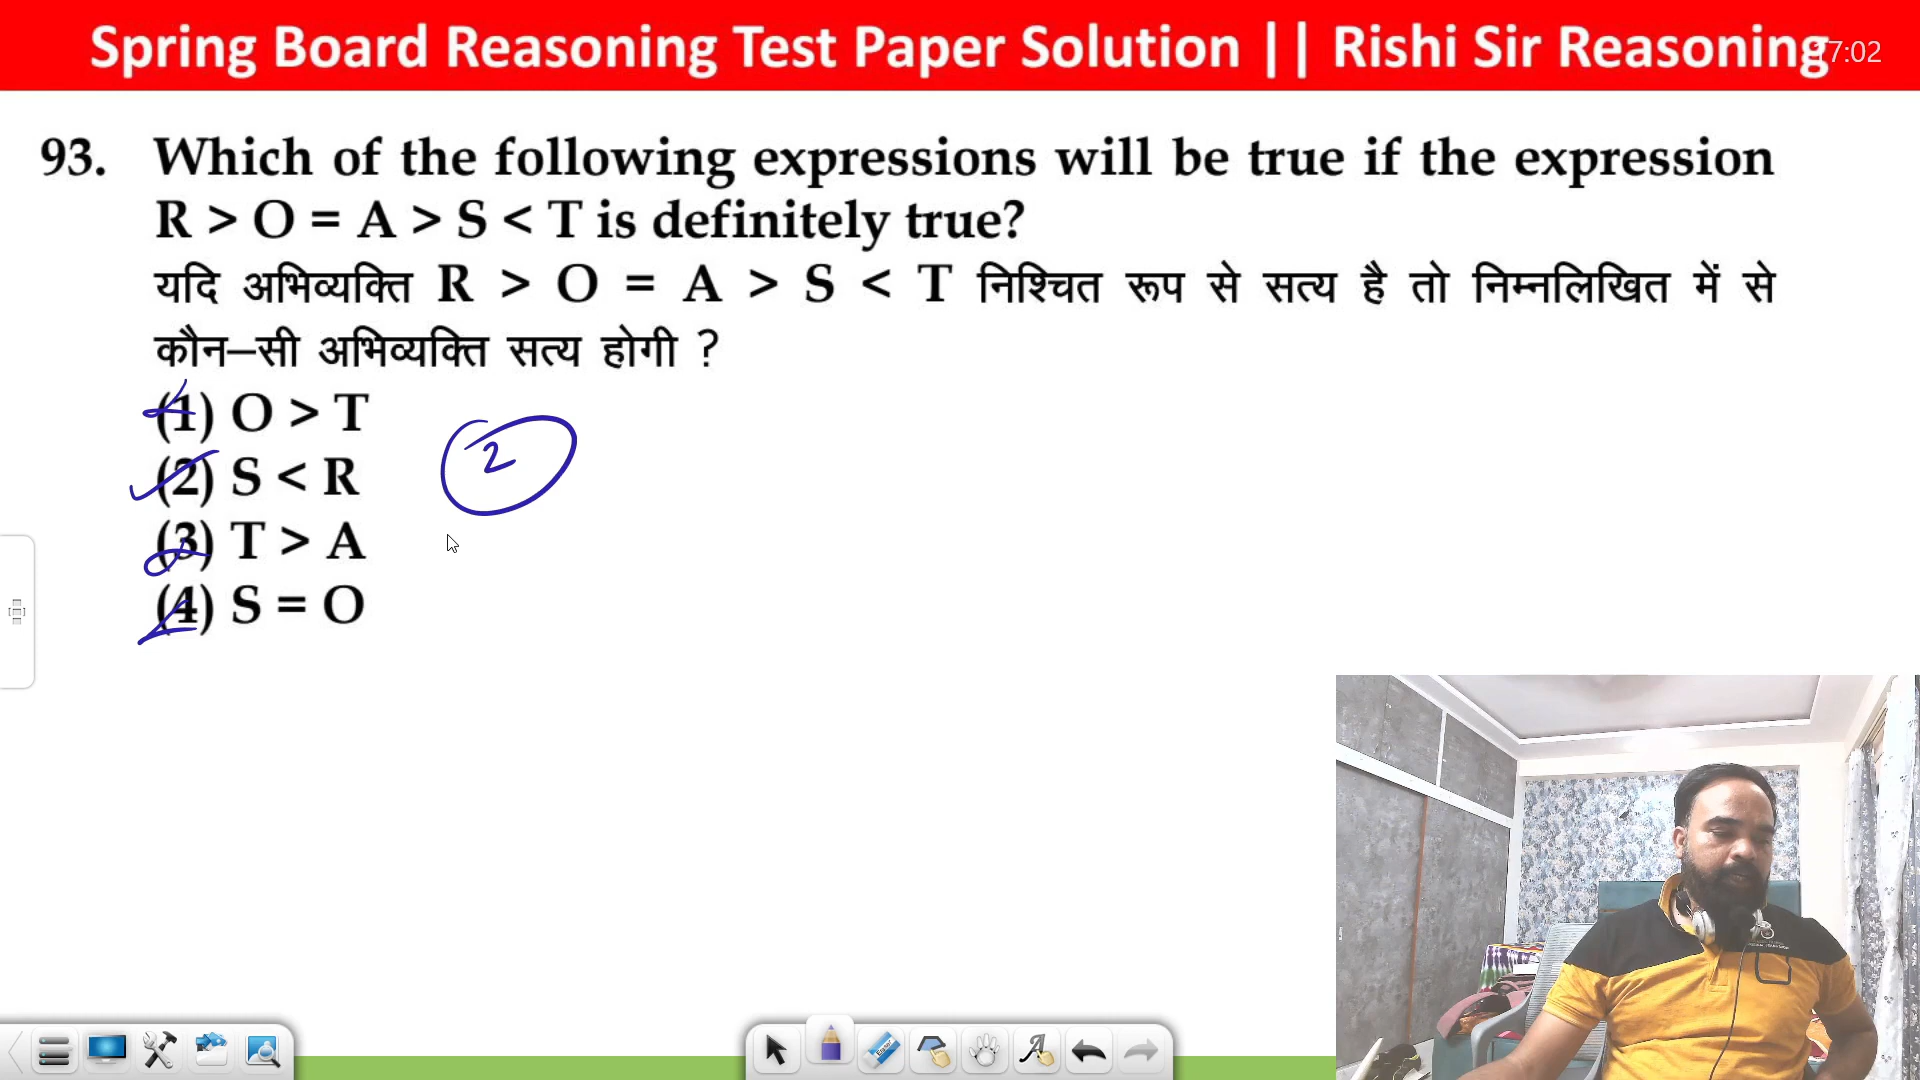 Spring Board Reasoning Test Paper Solution || Rishi Sir Reasoning
7:02
93. Which of the following expressions will be true if the expression
R > O = A > S < T is definitely true?
यदि अभिव्यक्ति R > O = A > S < T निश्चित रूप से सत्य है तो निम्नलिखित में से
कौन–सी अभिव्यक्ति सत्य होगी ?
(1) O > T
(2) S < R
2
(3) T > A
(4) S = O